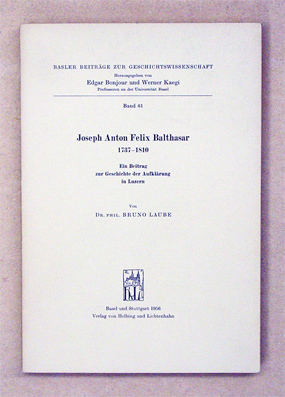 BASLER BEITRÄGE ZUR GESCHICHTSWISSENSCHAFT
Herausgegeben von
Edgar Bonjour und Werner Kaegi
Professoren an der Universität Basel
Band 61
Joseph Anton Felix Balthasar
1737–1810
Ein Beitrag
zur Geschichte der Aufklärung
in Luzern
Von
DR. PHIL. BRUNO LAUBE
Basel und Stuttgart 1956
Verlag von Helbing und Lichtenhahn